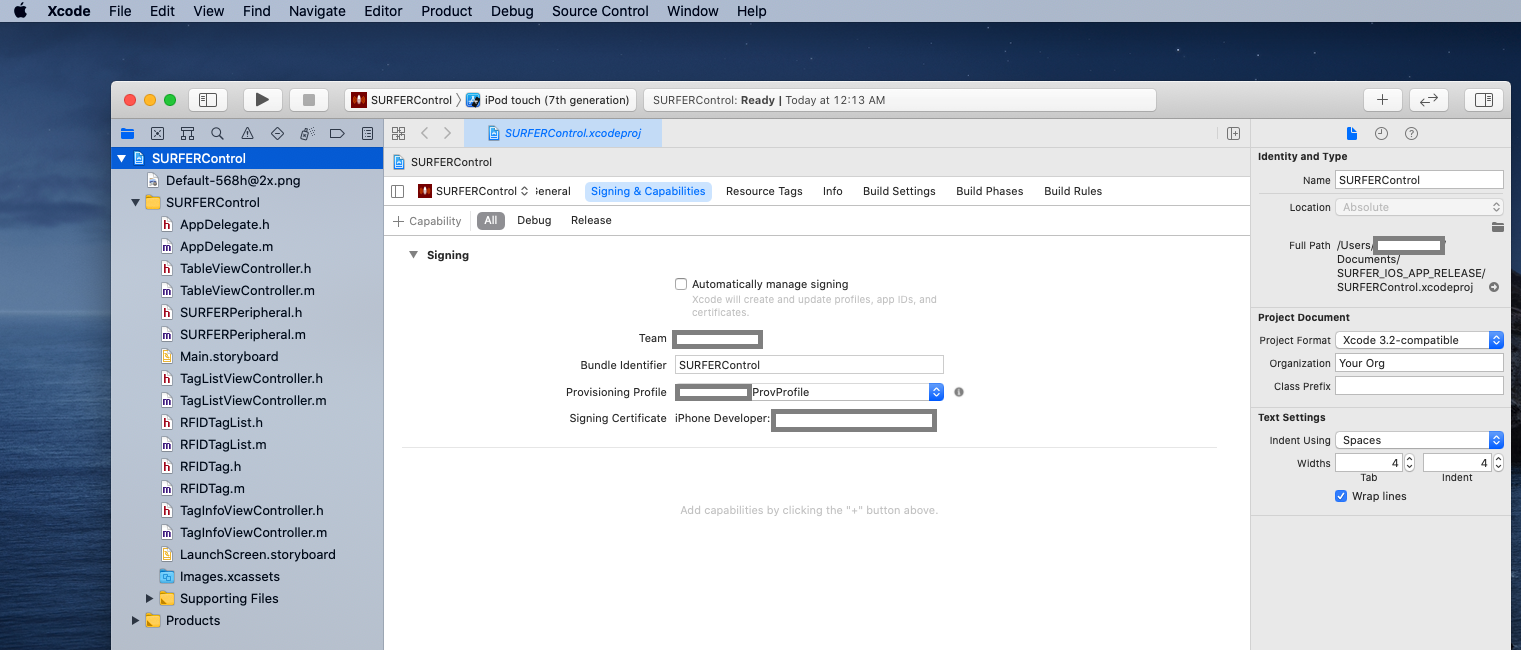 Xcode File Edit View Find Navigate Editor Product Debug Source Control Window Help
SURFERControl iPod touch (7th generation)
SURFERControl: Ready | Today at 12:13 AM
SURFERControl
Default-568h@2x.png
SURFERControl
AppDelegate.h
AppDelegate.m
TableViewController.h
TableViewController.m
SURFERPeripheral.h
SURFERPeripheral.m
Main.storyboard
TagListViewController.h
TagListViewController.m
RFIDTagList.h
RFIDTagList.m
RFIDTag.h
RFIDTag.m
TagInfoViewController.h
TagInfoViewController.m
LaunchScreen.storyboard
Images.xcassets
Supporting Files
Products
SURFERControl.xcodeproj
SURFERControl
SURFERControl eneral Signing & Capabilities Resource Tags Info Build Settings Build Phases Build Rules
+ Capability All Debug Release
Signing
Automatically manage signing
Xcode will create and update profiles, app IDs, and
certificates.
Team
Bundle Identifier SURFERControl
Provisioning Profile ProvProfile
Signing Certificate iPhone Developer:
Add capabilities by clicking the "+" button above.
Identity and Type
Name SURFERControl
Location Absolute
Full Path /Users/
Documents/
SURFER_IOS_APP_RELEASE/
SURFERControl.xcodeproj
Project Document
Project Format Xcode 3.2-compatible
Organization Your Org
Class Prefix
Text Settings
Indent Using Spaces
Widths 4 4
Tab Indent
Wrap lines